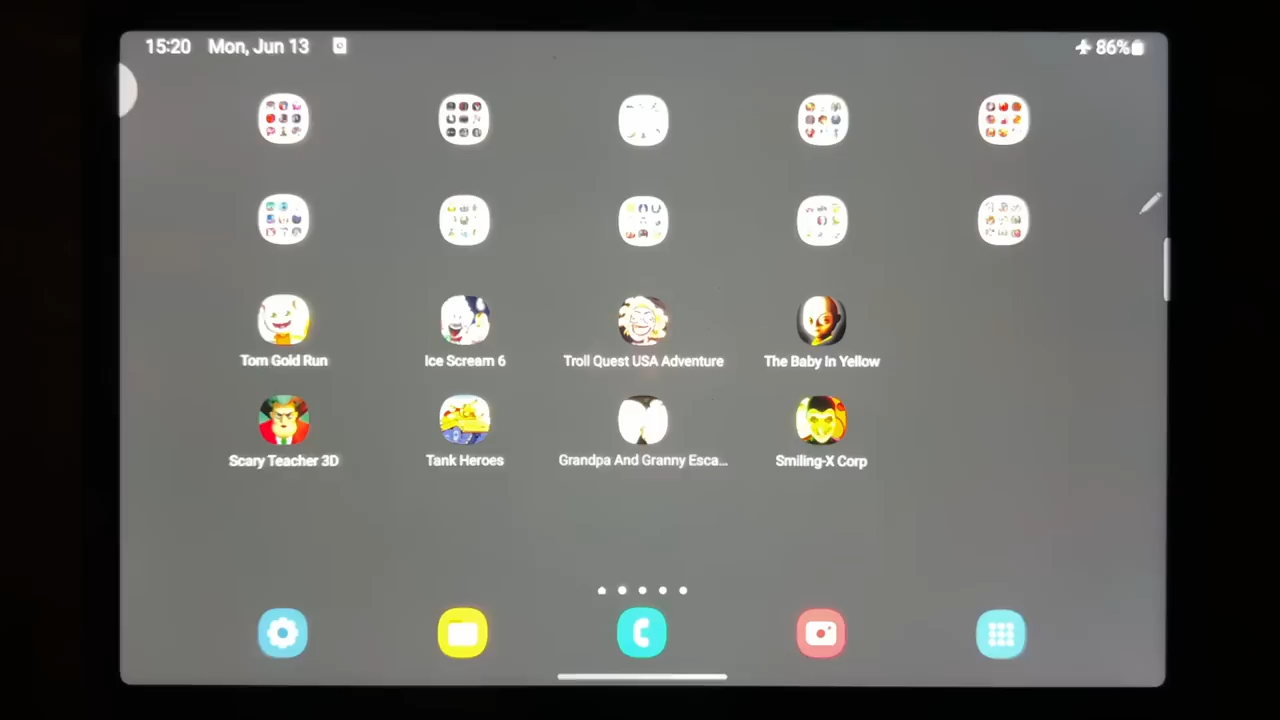 15:20 Mon, Jun 13
86%
Tom Gold Run
Ice Scream 6
Troll Quest USA Adventure
The Baby In Yellow
Scary Teacher 3D
Tank Heroes
Grandpa And Granny Esca...
Smiling-X Corp